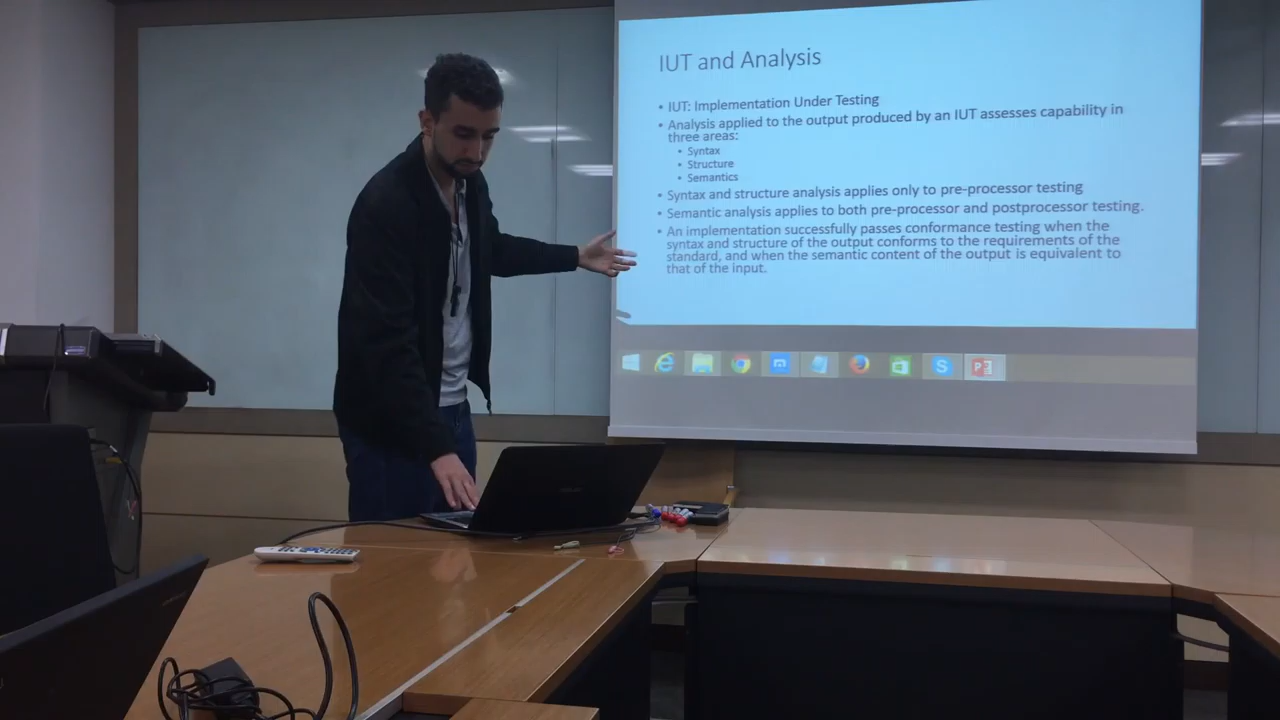 IUT and Analysis
• IUT: Implementation Under Testing
• Analysis applied to the output produced by an IUT assesses capability in
three areas:
• Syntax
• Structure
• Semantics
• Syntax and structure analysis applies only to pre-processor testing
• Semantic analysis applies to both pre-processor and postprocessor testing.
• An implementation successfully passes conformance testing when the
syntax and structure of the output conforms to the requirements of the
standard, and when the semantic content of the output is equivalent to
that of the input.